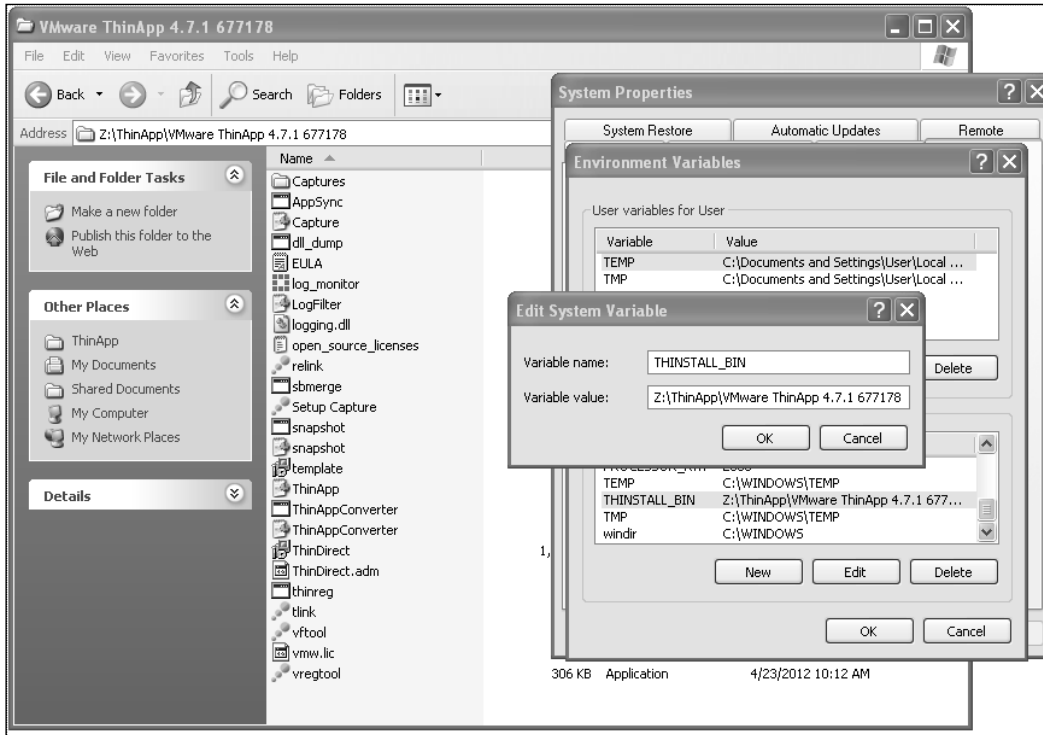 VMware ThinApp 4.7.1 677178
File Edit View Favorites Tools Help
Back Search Folders
Address Z:\ThinApp\VMware ThinApp 4.7.1 677178
File and Folder Tasks
Make a new folder
Publish this folder to the
Web
Other Places
ThinApp
My Documents
Shared Documents
My Computer
My Network Places
Details
Name
Captures
AppSync
Capture
dll_dump
EULA
log_monitor
LogFilter
logging.dll
open_source_licenses
relink
sbmerge
Setup Capture
snapshot
snapshot
template
ThinApp
ThinAppConverter
ThinAppConverter
ThinDirect
1,
ThinDirect.adm
thinreg
tlink
vftool
vmw.lic
vregtool
306 KB Application 4/23/2012 10:12 AM
System Properties
System Restore Automatic Updates Remote
Environment Variables
User variables for User
Variable Value
TEMP C:\Documents and Settings\User\Local ...
TMP C:\Documents and Settings\User\Local ...
Delete
Edit System Variable
Variable name: THINSTALL_BIN
Variable value: Z:\ThinApp\VMware ThinApp 4.7.1 677178
OK Cancel
TEMP C:\WINDOWS\TEMP
THINSTALL_BIN Z:\ThinApp\VMware ThinApp 4.7.1 677...
TMP C:\WINDOWS\TEMP
windir C:\WINDOWS
New Edit Delete
OK Cancel